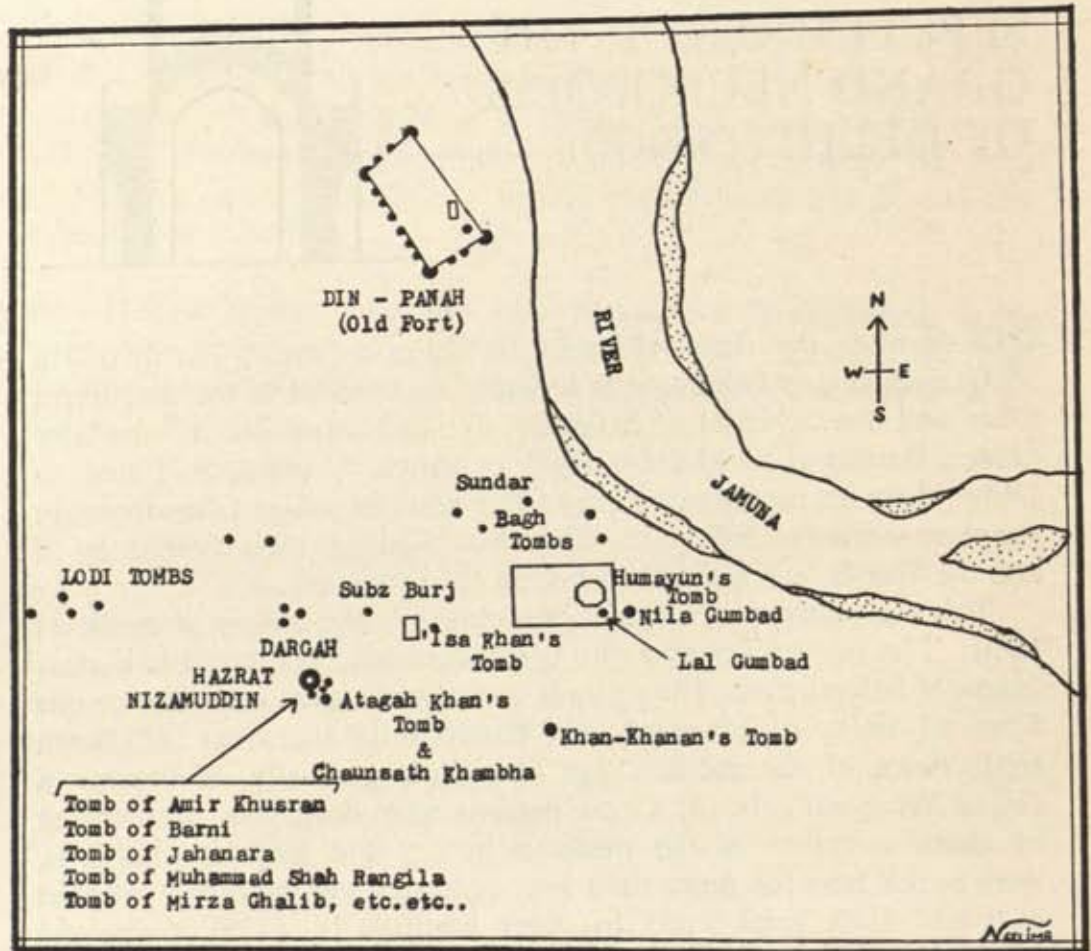 DIN - PANAH
(Old Fort)
RIVER
JAMUNA
N
W E
S
Sundar
Bagh
Tombs
LODI TOMBS
Subz Burj
Humayun's
Tomb
Nila Gumbad
'Isa Khan's
Tomb
Lal Gumbad
DARGAH
HAZRAT
NIZAMUDDIN
Atagah Khan's
Tomb
&
Chaunsath Khambha
Khan-Khanan's Tomb
Tomb of Amir Khusran
Tomb of Barni
Tomb of Jahanara
Tomb of Muhammad Shah Rangila
Tomb of Mirza Ghalib, etc.etc..
Neelima